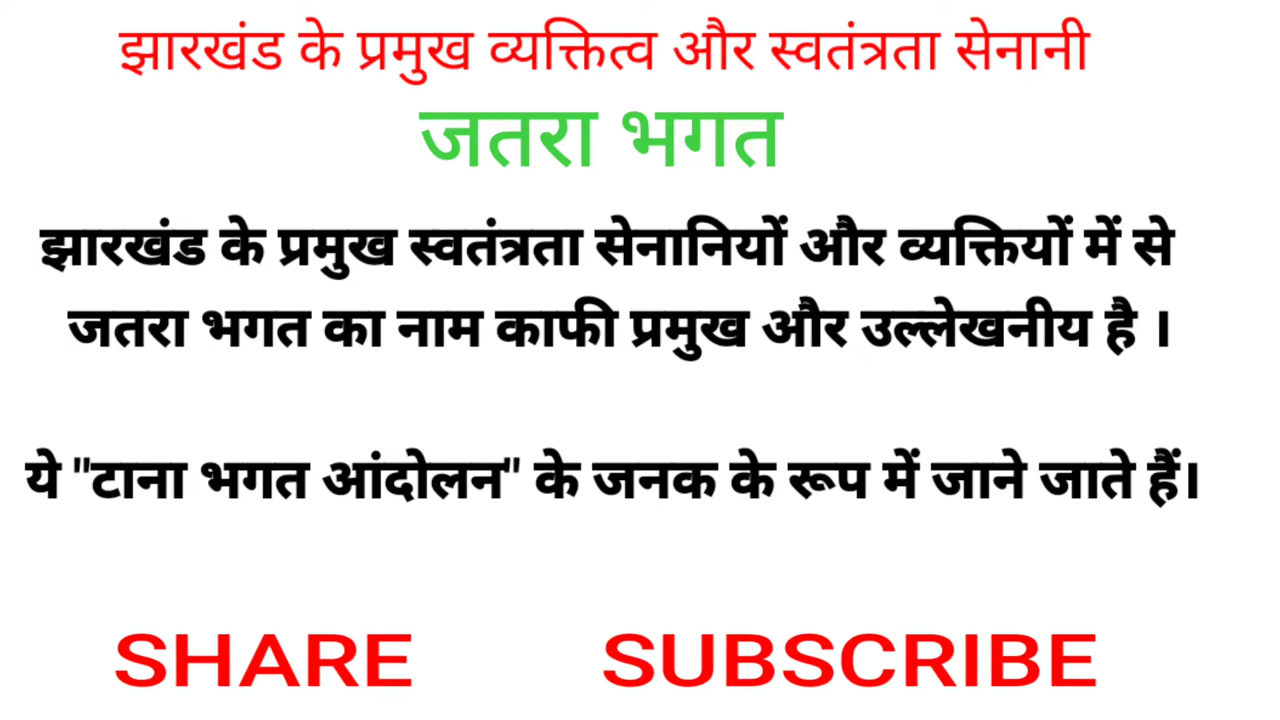 झारखंड के प्रमुख व्यक्तित्व और स्वतंत्रता सेनानी
जतरा भगत
झारखंड के प्रमुख स्वतंत्रता सेनानियों और व्यक्तियों में से
जतरा भगत का नाम काफी प्रमुख और उल्लेखनीय है ।
ये "टाना भगत आंदोलन" के जनक के रूप में जाने जाते हैं।
SHARE SUBSCRIBE